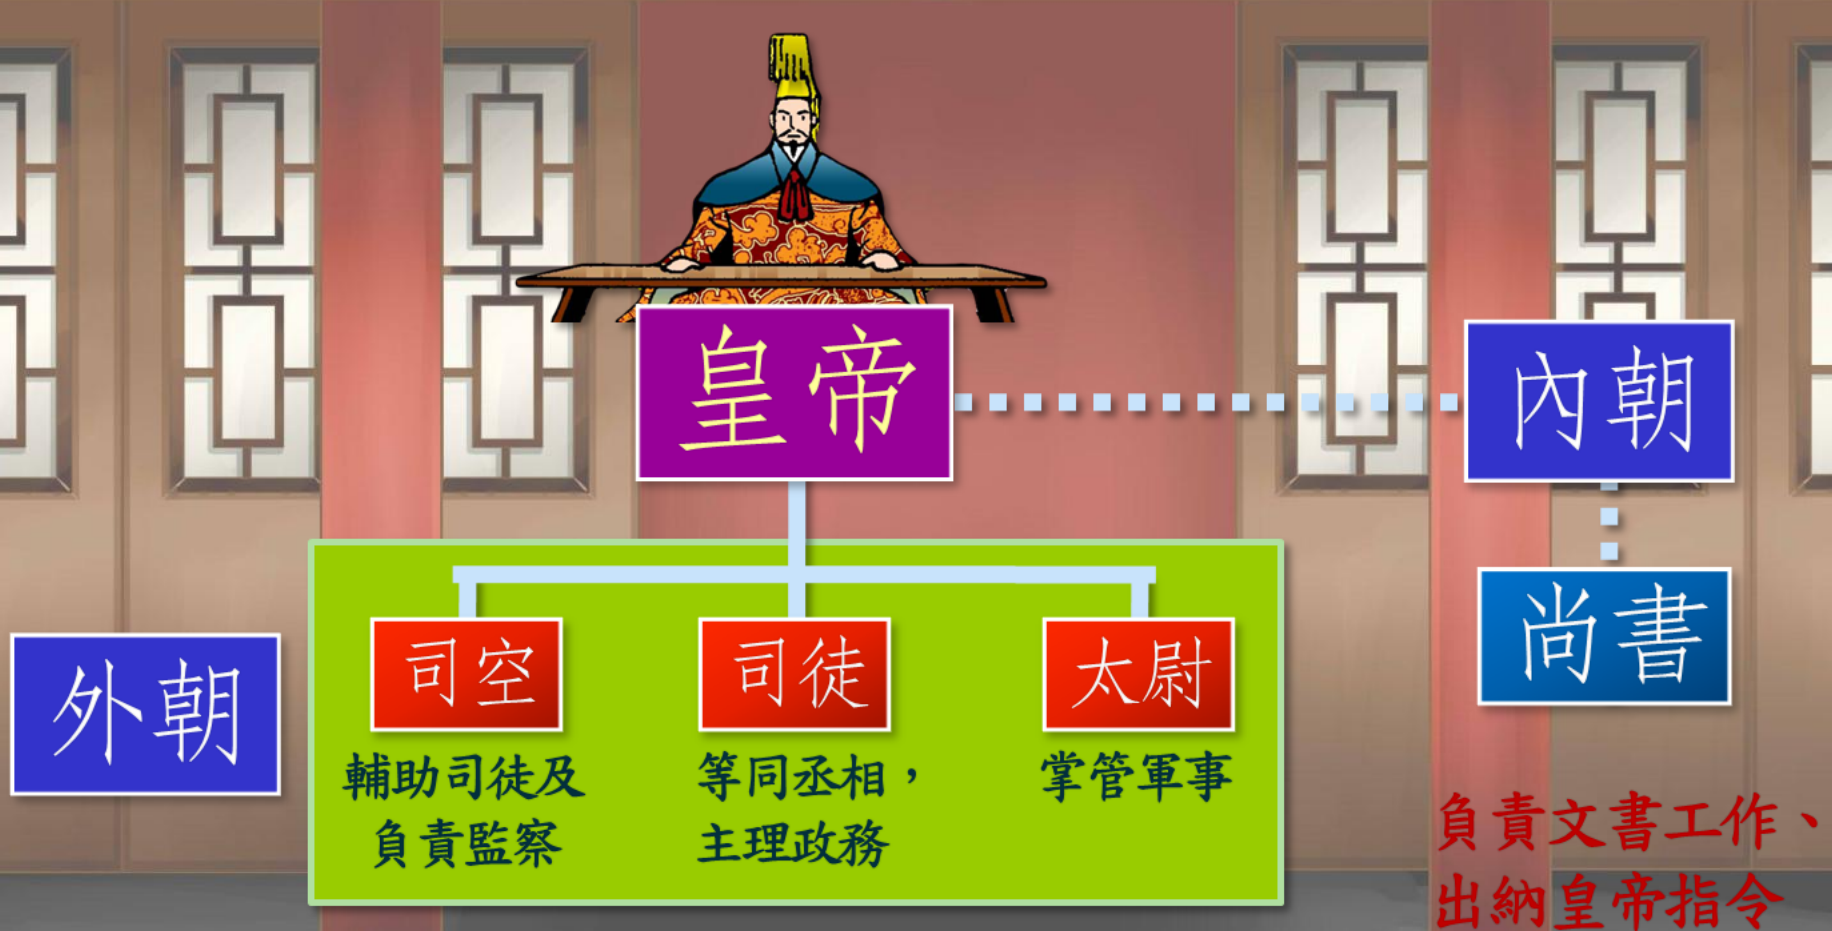 皇帝
內朝
尚書
外朝
司空
司徒
太尉
輔助司徒及
負責監察
等同丞相，
主理政務
掌管軍事
負責文書工作、
出納皇帝指令